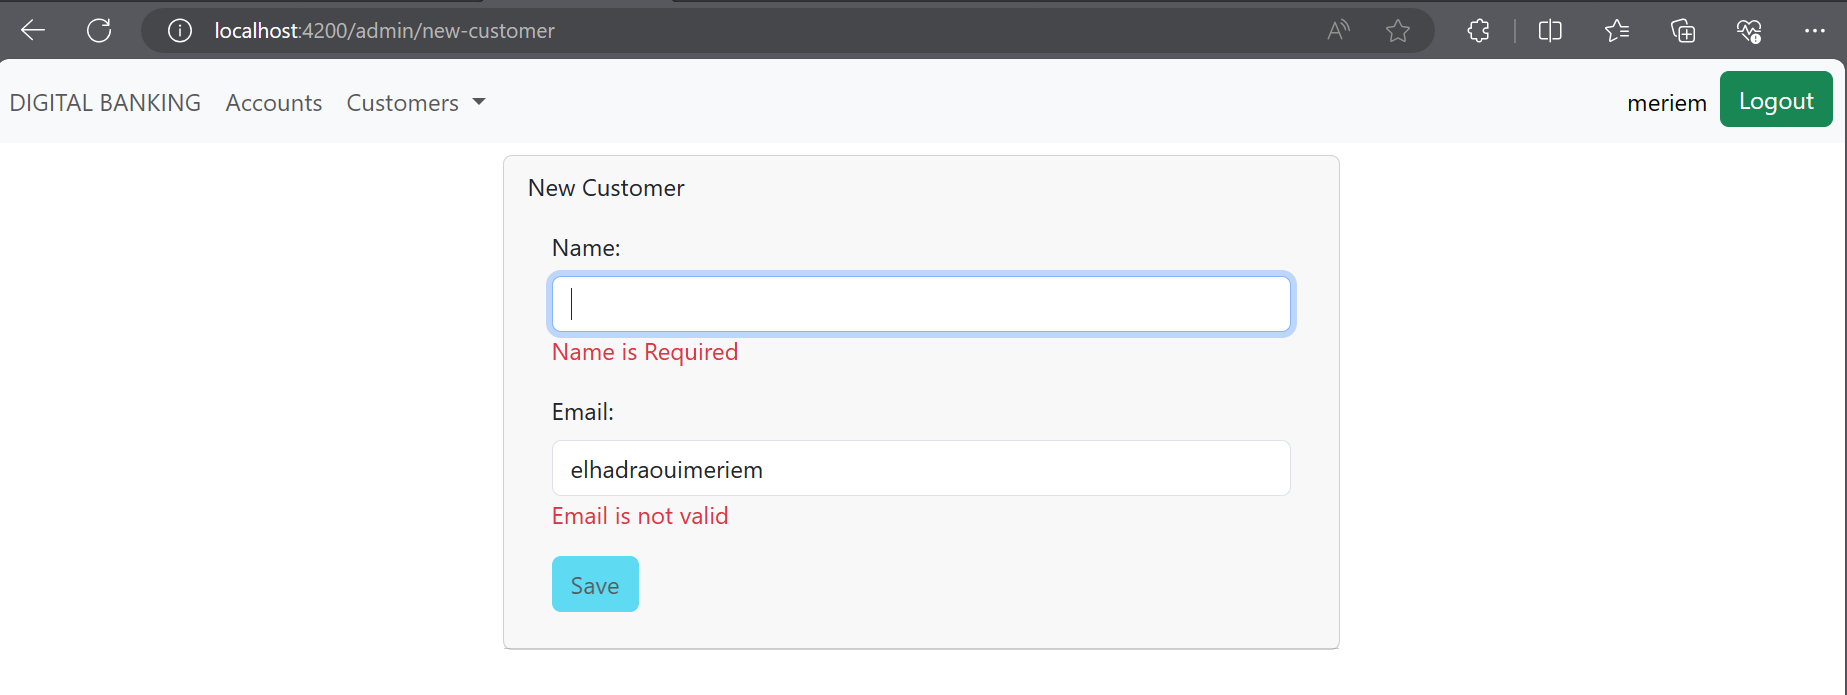 localhost:4200/admin/new-customer
DIGITAL BANKING Accounts Customers meriem Logout
New Customer
Name:
Name is Required
Email:
elhadraouimeriem
Email is not valid
Save